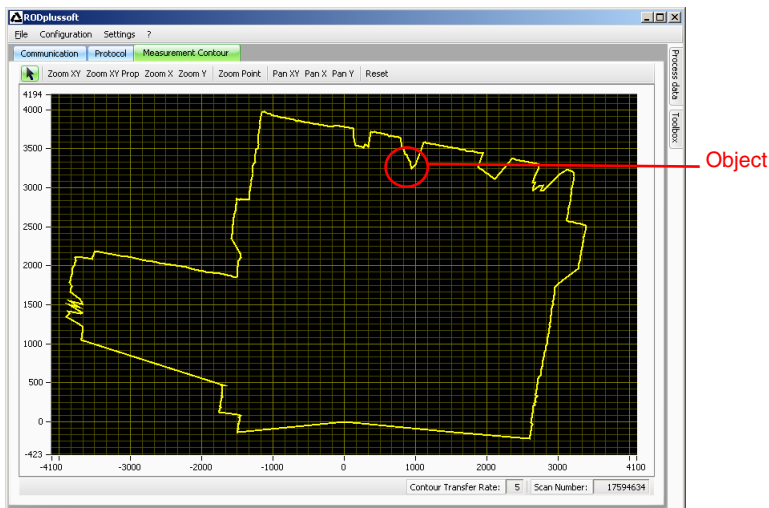 RODplussoft
File Configuration Settings ?
Communication Protocol Measurement Contour
Zoom XY Zoom XY Prop Zoom X Zoom Y Zoom Point Pan XY Pan X Pan Y Reset
Process data
Toolbox
4194
4000
3500
3000
2500
2000
1500
1000
500
0
-423
-4100 -3000 -2000 -1000 0 1000 2000 3000 4100
Object
Contour Transfer Rate: 5 Scan Number: 17594634